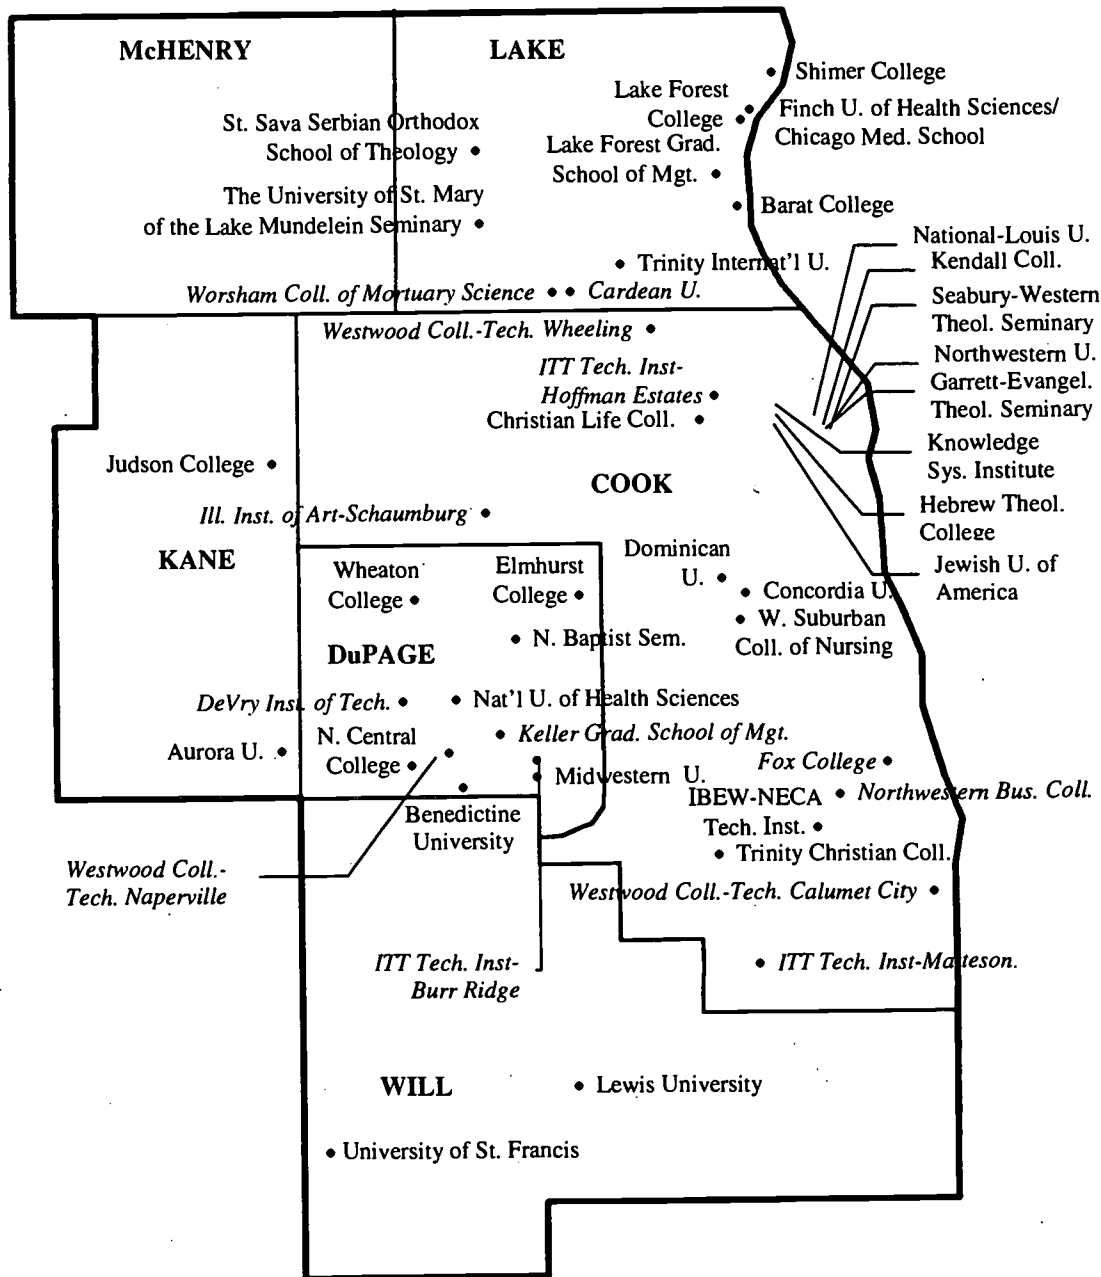 McHENRY
LAKE
Shimer College
Lake Forest
College
Finch U. of Health Sciences/
Chicago Med. School
St. Sava Serbian Orthodox
School of Theology
Lake Forest Grad.
School of Mgt.
The University of St. Mary
of the Lake Mundelein Seminary
Barat College
National-Louis U.
Kendall Coll.
Trinity Internat'l U.
Worsham Coll. of Mortuary Science
Cardean U.
Seabury-Western
Theol. Seminary
Westwood Coll.-Tech. Wheeling
Northwestern U.
ITT Tech. Inst-
Hoffman Estates
Garrett-Evangel.
Theol. Seminary
Christian Life Coll.
Knowledge
Sys. Institute
Judson College
COOK
Ill. Inst. of Art-Schaumburg
Hebrew Theol.
College
KANE
Wheaton
College
Elmhurst
College
Dominican
U.
Jewish U. of
America
Concordia U.
W. Suburban
Coll. of Nursing
N. Baptist Sem.
DuPAGE
DeVry Inst. of Tech.
Nat'l U. of Health Sciences
Aurora U.
N. Central
College
Keller Grad. School of Mgt.
Fox College
Midwestern U.
IBEW-NECA
Tech. Inst.
Northwestern Bus. Coll.
Benedictine
University
Trinity Christian Coll.
Westwood Coll.-
Tech. Naperville
Westwood Coll.-Tech. Calumet City
ITT Tech. Inst-
Burr Ridge
ITT Tech. Inst-Matteson.
WILL
Lewis University
University of St. Francis